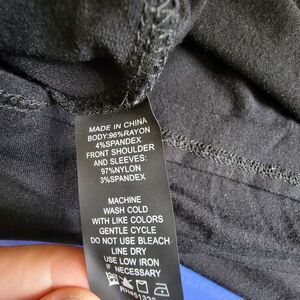 MADE IN CHINA
BODY:96%RAYON
4%SPANDEX
FRONT SHOULDER
AND SLEEVES:
97%NYLON
3%SPANDEX
MACHINE
WASH COLD
WITH LIKE COLORS
GENTLE CYCLE
DO NOT USE BLEACH
LINE DRY
USE LOW IRON
IF NECESSARY